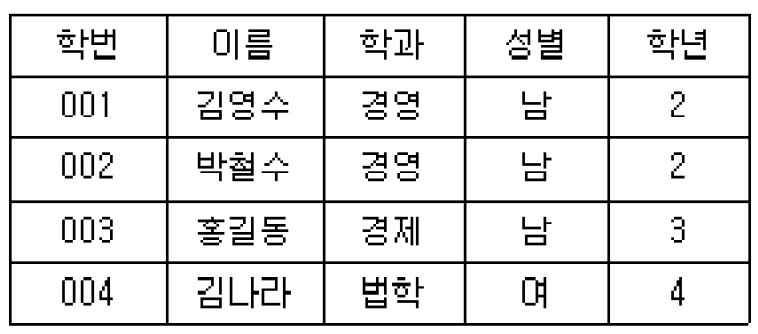 학번 이름 학과 성별 학년
001 김영수 경영 남 2
002 박철수 경영 남 2
003 홍길동 경제 남 3
004 김나라 법학 여 4